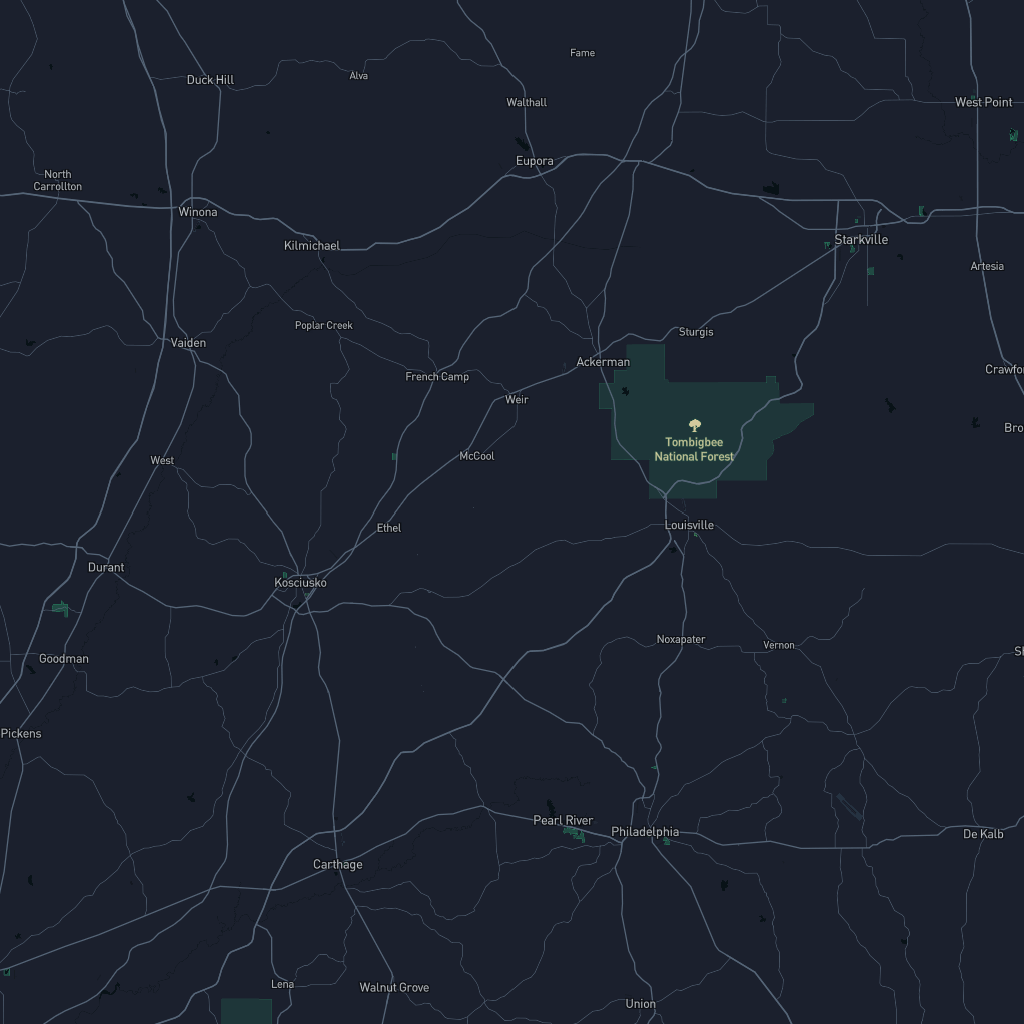 Fame
Duck Hill
Alva
Walthall
West Point
Eupora
North
Carrollton
Winona
Kilmichael
Starkville
Artesia
Poplar Creek
Sturgis
Vaiden
Ackerman
Crawfo
French Camp
Weir
Bro
Tombigbee
National Forest
West
McCool
Ethel
Louisville
Durant
Kosciusko
Noxapater
Vernon
Sh
Goodman
Pickens
Pearl River
Philadelphia
De Kalb
Carthage
Lena
Walnut Grove
Union